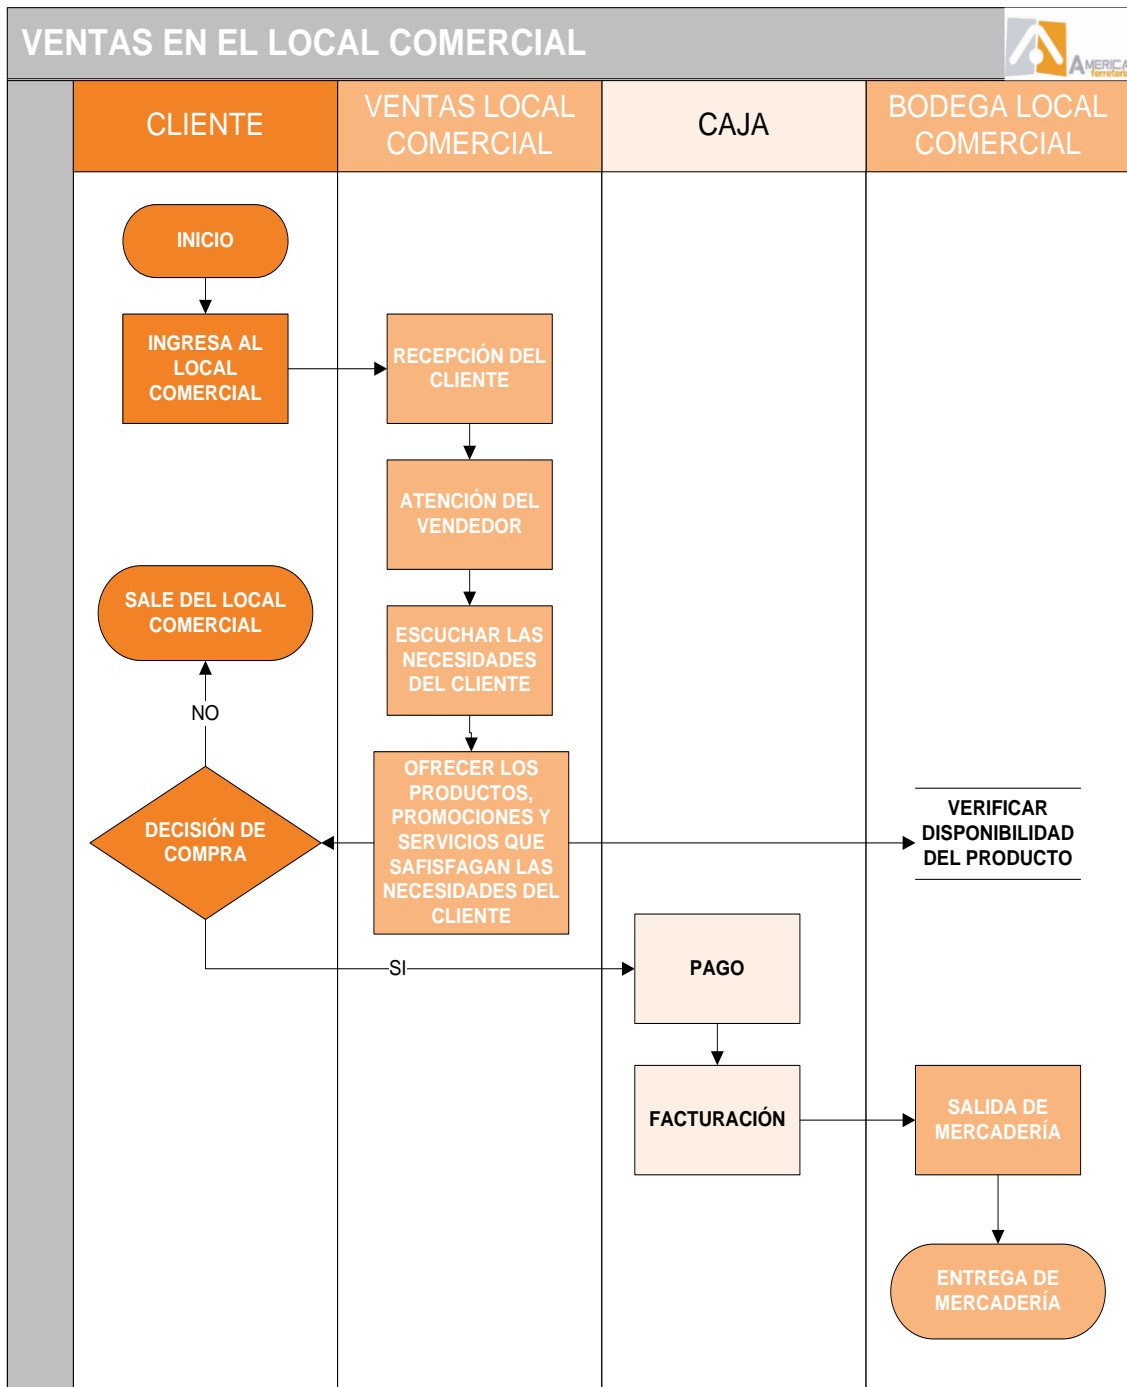 VENTAS EN EL LOCAL COMERCIAL
AMERICA
ferretería
CLIENTE
VENTAS LOCAL
COMERCIAL
CAJA
BODEGA LOCAL
COMERCIAL
INICIO
INGRESA AL
LOCAL
COMERCIAL
RECEPCIÓN DEL
CLIENTE
ATENCIÓN DEL
VENDEDOR
SALE DEL LOCAL
COMERCIAL
ESCUCHAR LAS
NECESIDADES
DEL CLIENTE
NO
OFRECER LOS
PRODUCTOS,
PROMOCIONES Y
SERVICIOS QUE
SAFISFAGAN LAS
NECESIDADES DEL
CLIENTE
DECISIÓN DE
COMPRA
VERIFICAR
DISPONIBILIDAD
DEL PRODUCTO
SI
PAGO
FACTURACIÓN
SALIDA DE
MERCADERÍA
ENTREGA DE
MERCADERÍA